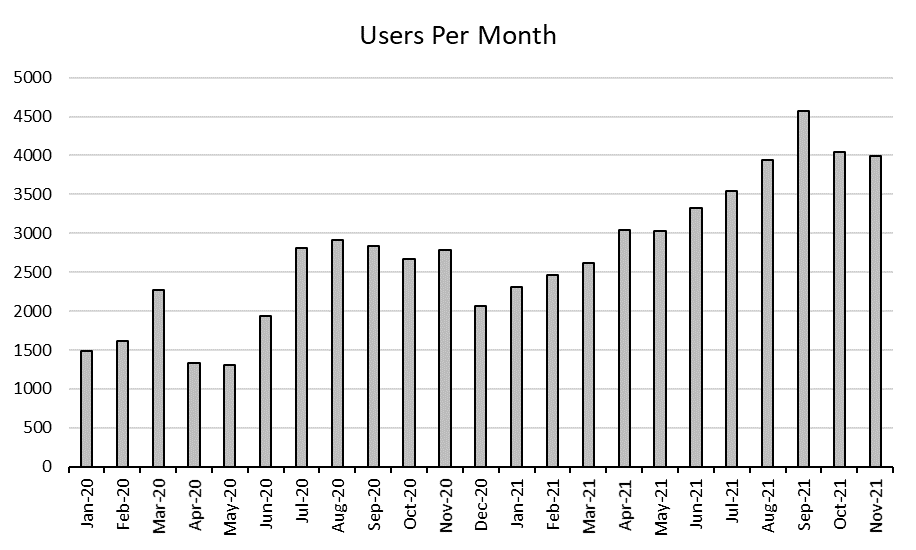 Users Per Month
5000
4500
4000
3500
3000
2500
2000
1500
1000
500
0
Jan-20
Feb-20
Mar-20
Apr-20
May-20
Jun-20
Jul-20
Aug-20
Sep-20
Oct-20
Nov-20
Dec-20
Jan-21
Feb-21
Mar-21
Apr-21
May-21
Jun-21
Jul-21
Aug-21
Sep-21
Oct-21
Nov-21